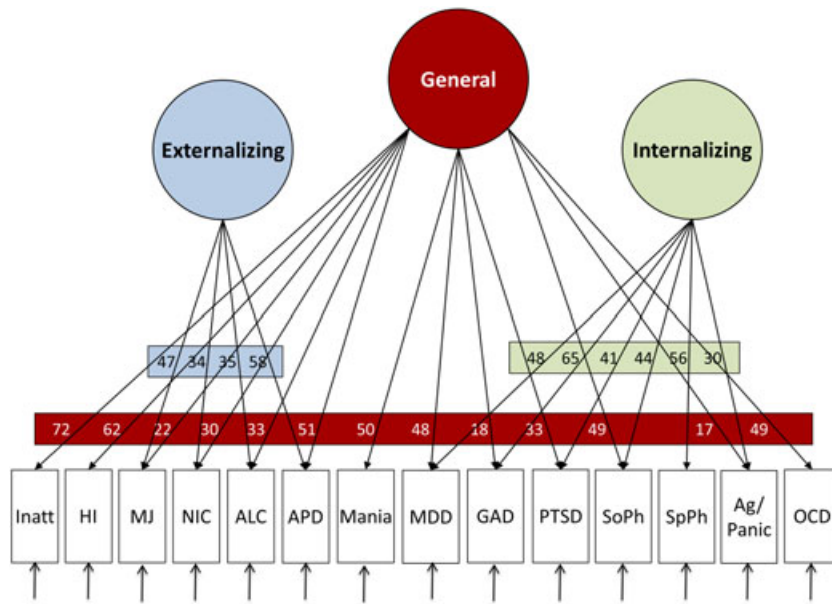 General
Externalizing
Internalizing
47 34 35 58
48 65 41 44 56 30
72 62 22 30 33 51 50 48 18 33 49 17 49
Inatt HI MJ NIC ALC APD Mania MDD GAD PTSD SoPh SpPh Ag/ Panic OCD